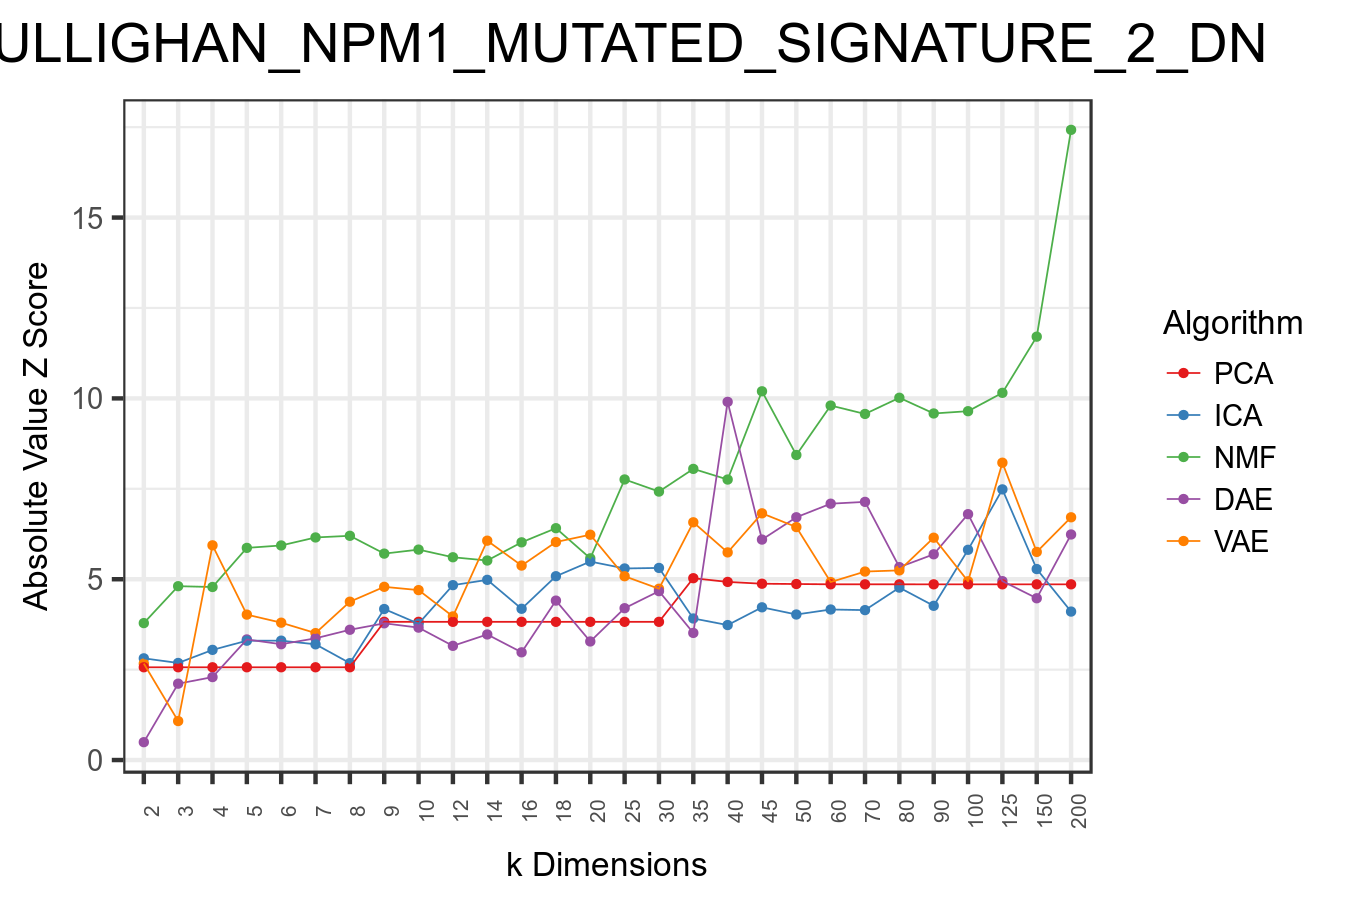 ULLIGHAN_NPM1_MUTATED_SIGNATURE_2_DN
Absolute Value Z Score
15
10
5
0
2 3 4 5 6 7 8 9 10 12 14 16 18 20 25 30 35 40 45 50 60 70 80 90 100 125 150 200
k Dimensions
Algorithm
PCA
ICA
NMF
DAE
VAE